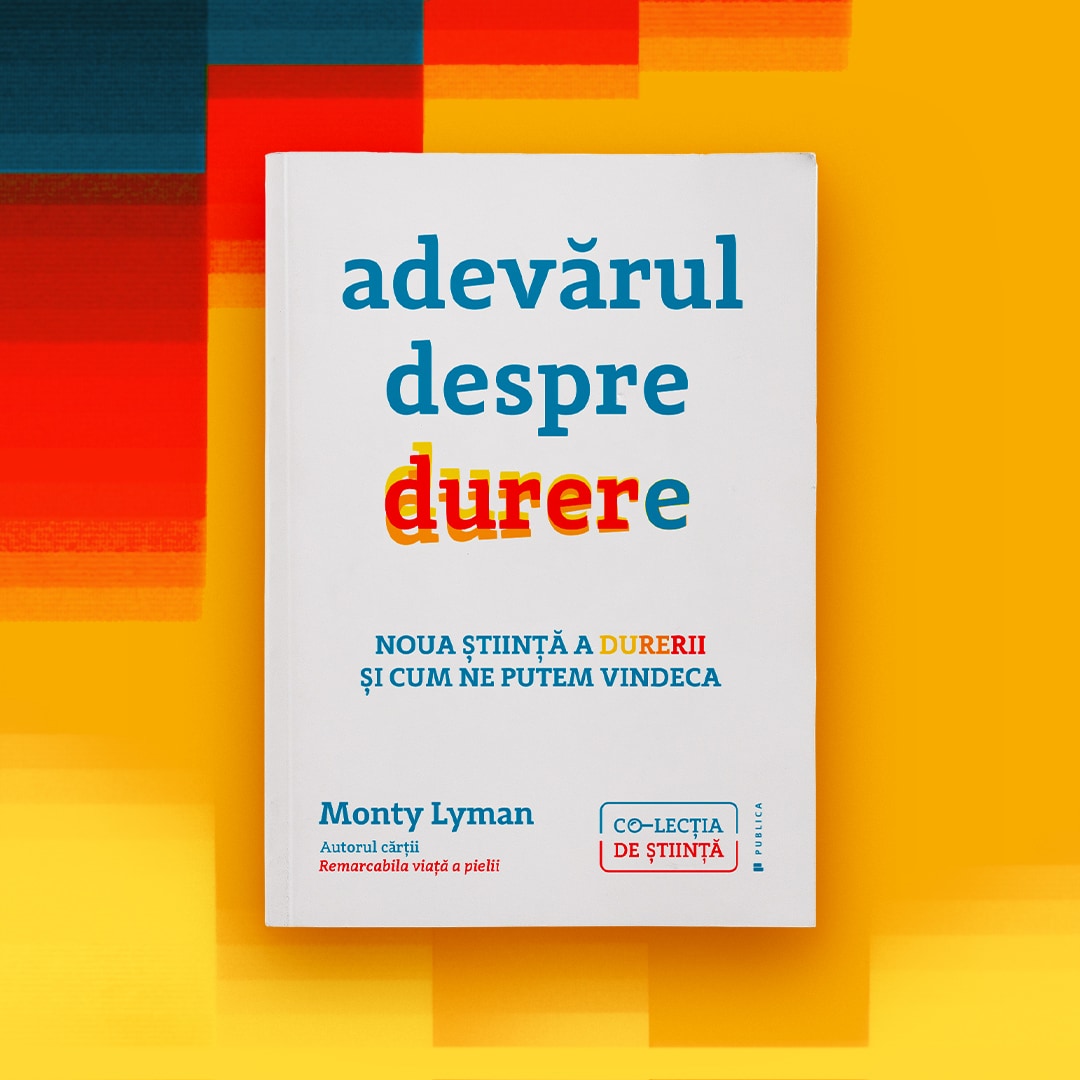 adevărul
despre
durere
NOUA ȘTIINȚĂ A DURERII
ȘI CUM NE PUTEM VINDECA
Monty Lyman
Autorul cărții
Remarcabila viață a pielii
CO-LECȚIA
DE ȘTIINȚĂ
PUBLICA